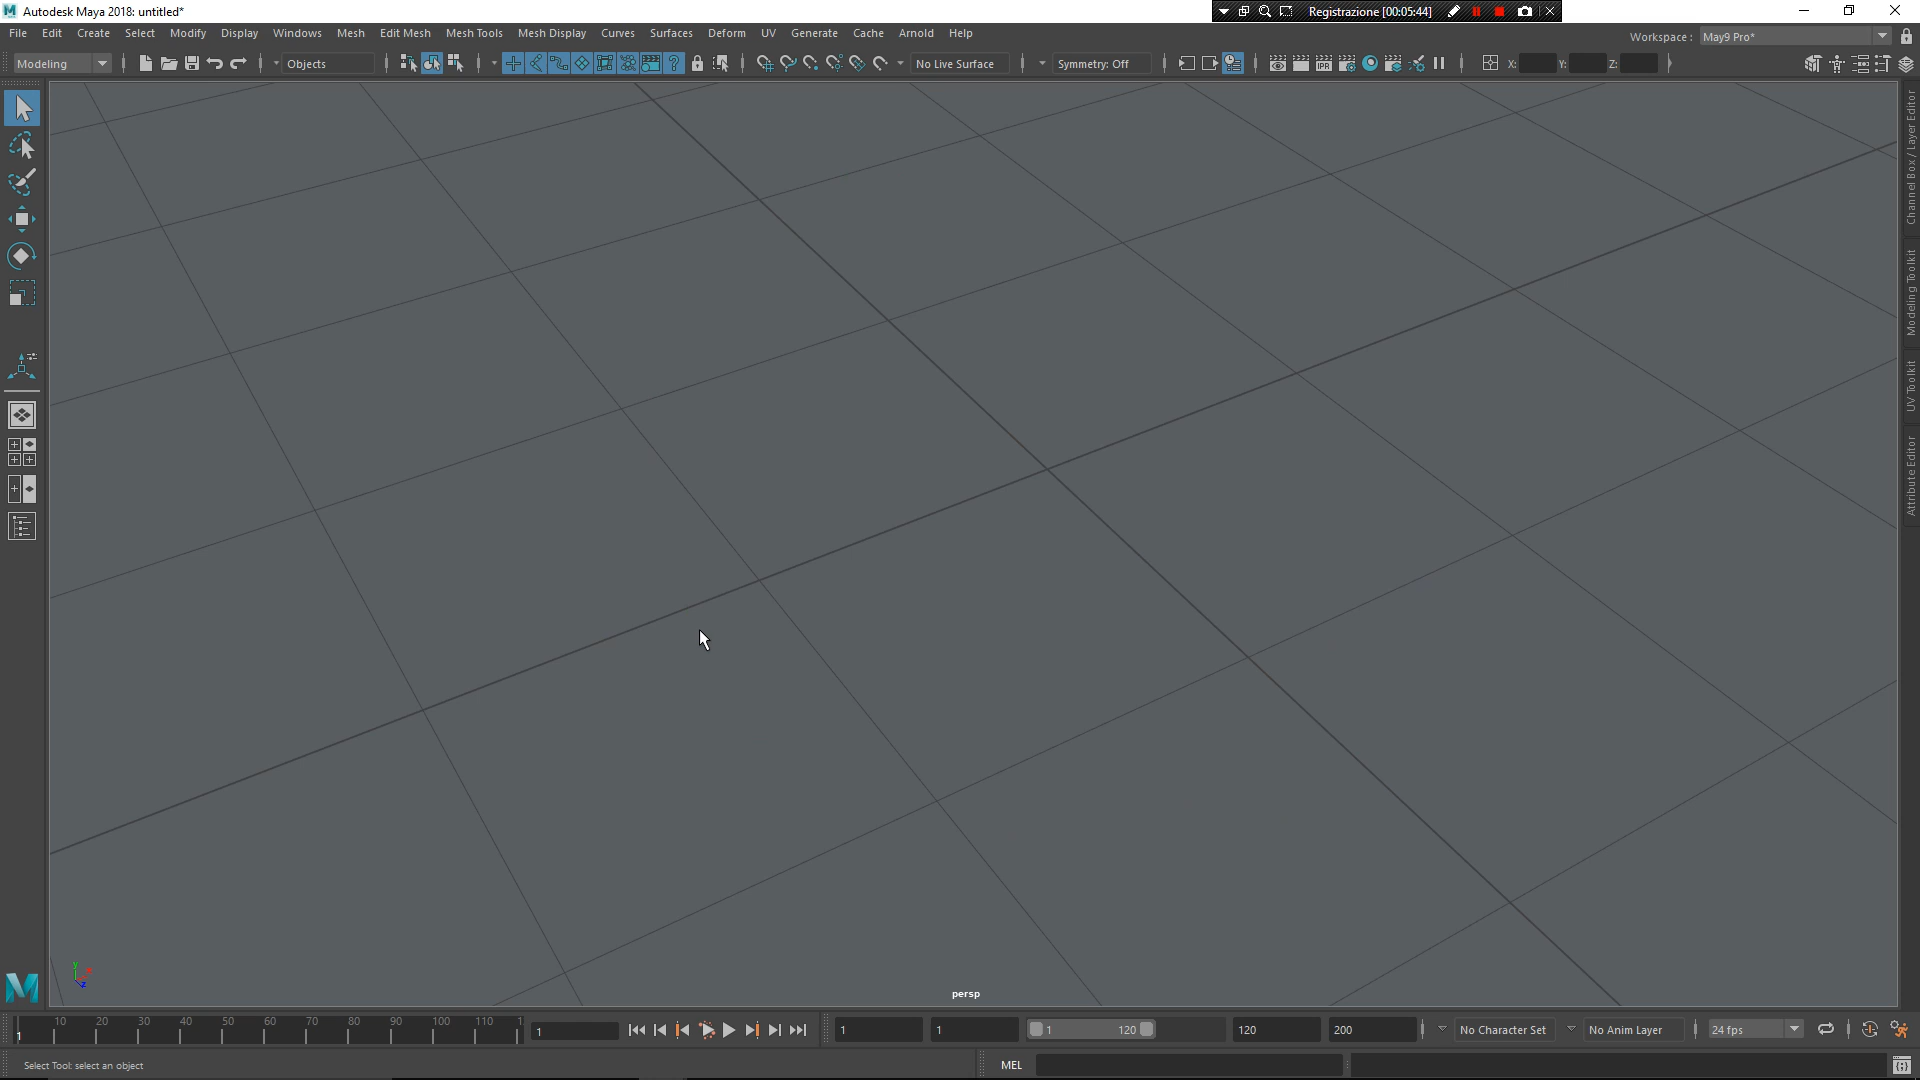 Autodesk Maya 2018: untitled*
Registrazione [00:05:44]
File Edit Create Select Modify Display Windows Mesh Edit Mesh Mesh Tools Mesh Display Curves Surfaces Deform UV Generate Cache Arnold Help
Workspace : May9 Pro*
Modeling Objects No Live Surface Symmetry: Off IPR X: Y: Z:
Channel Box / Layer Editor
Modeling Toolkit
UV Toolkit
Attribute Editor
y x z
persp
10 20 30 40 50 60 70 80 90 100 110 1
1 1 1 1 1 120 120 200 No Character Set No Anim Layer 24 fps
Select Tool: select an object
MEL